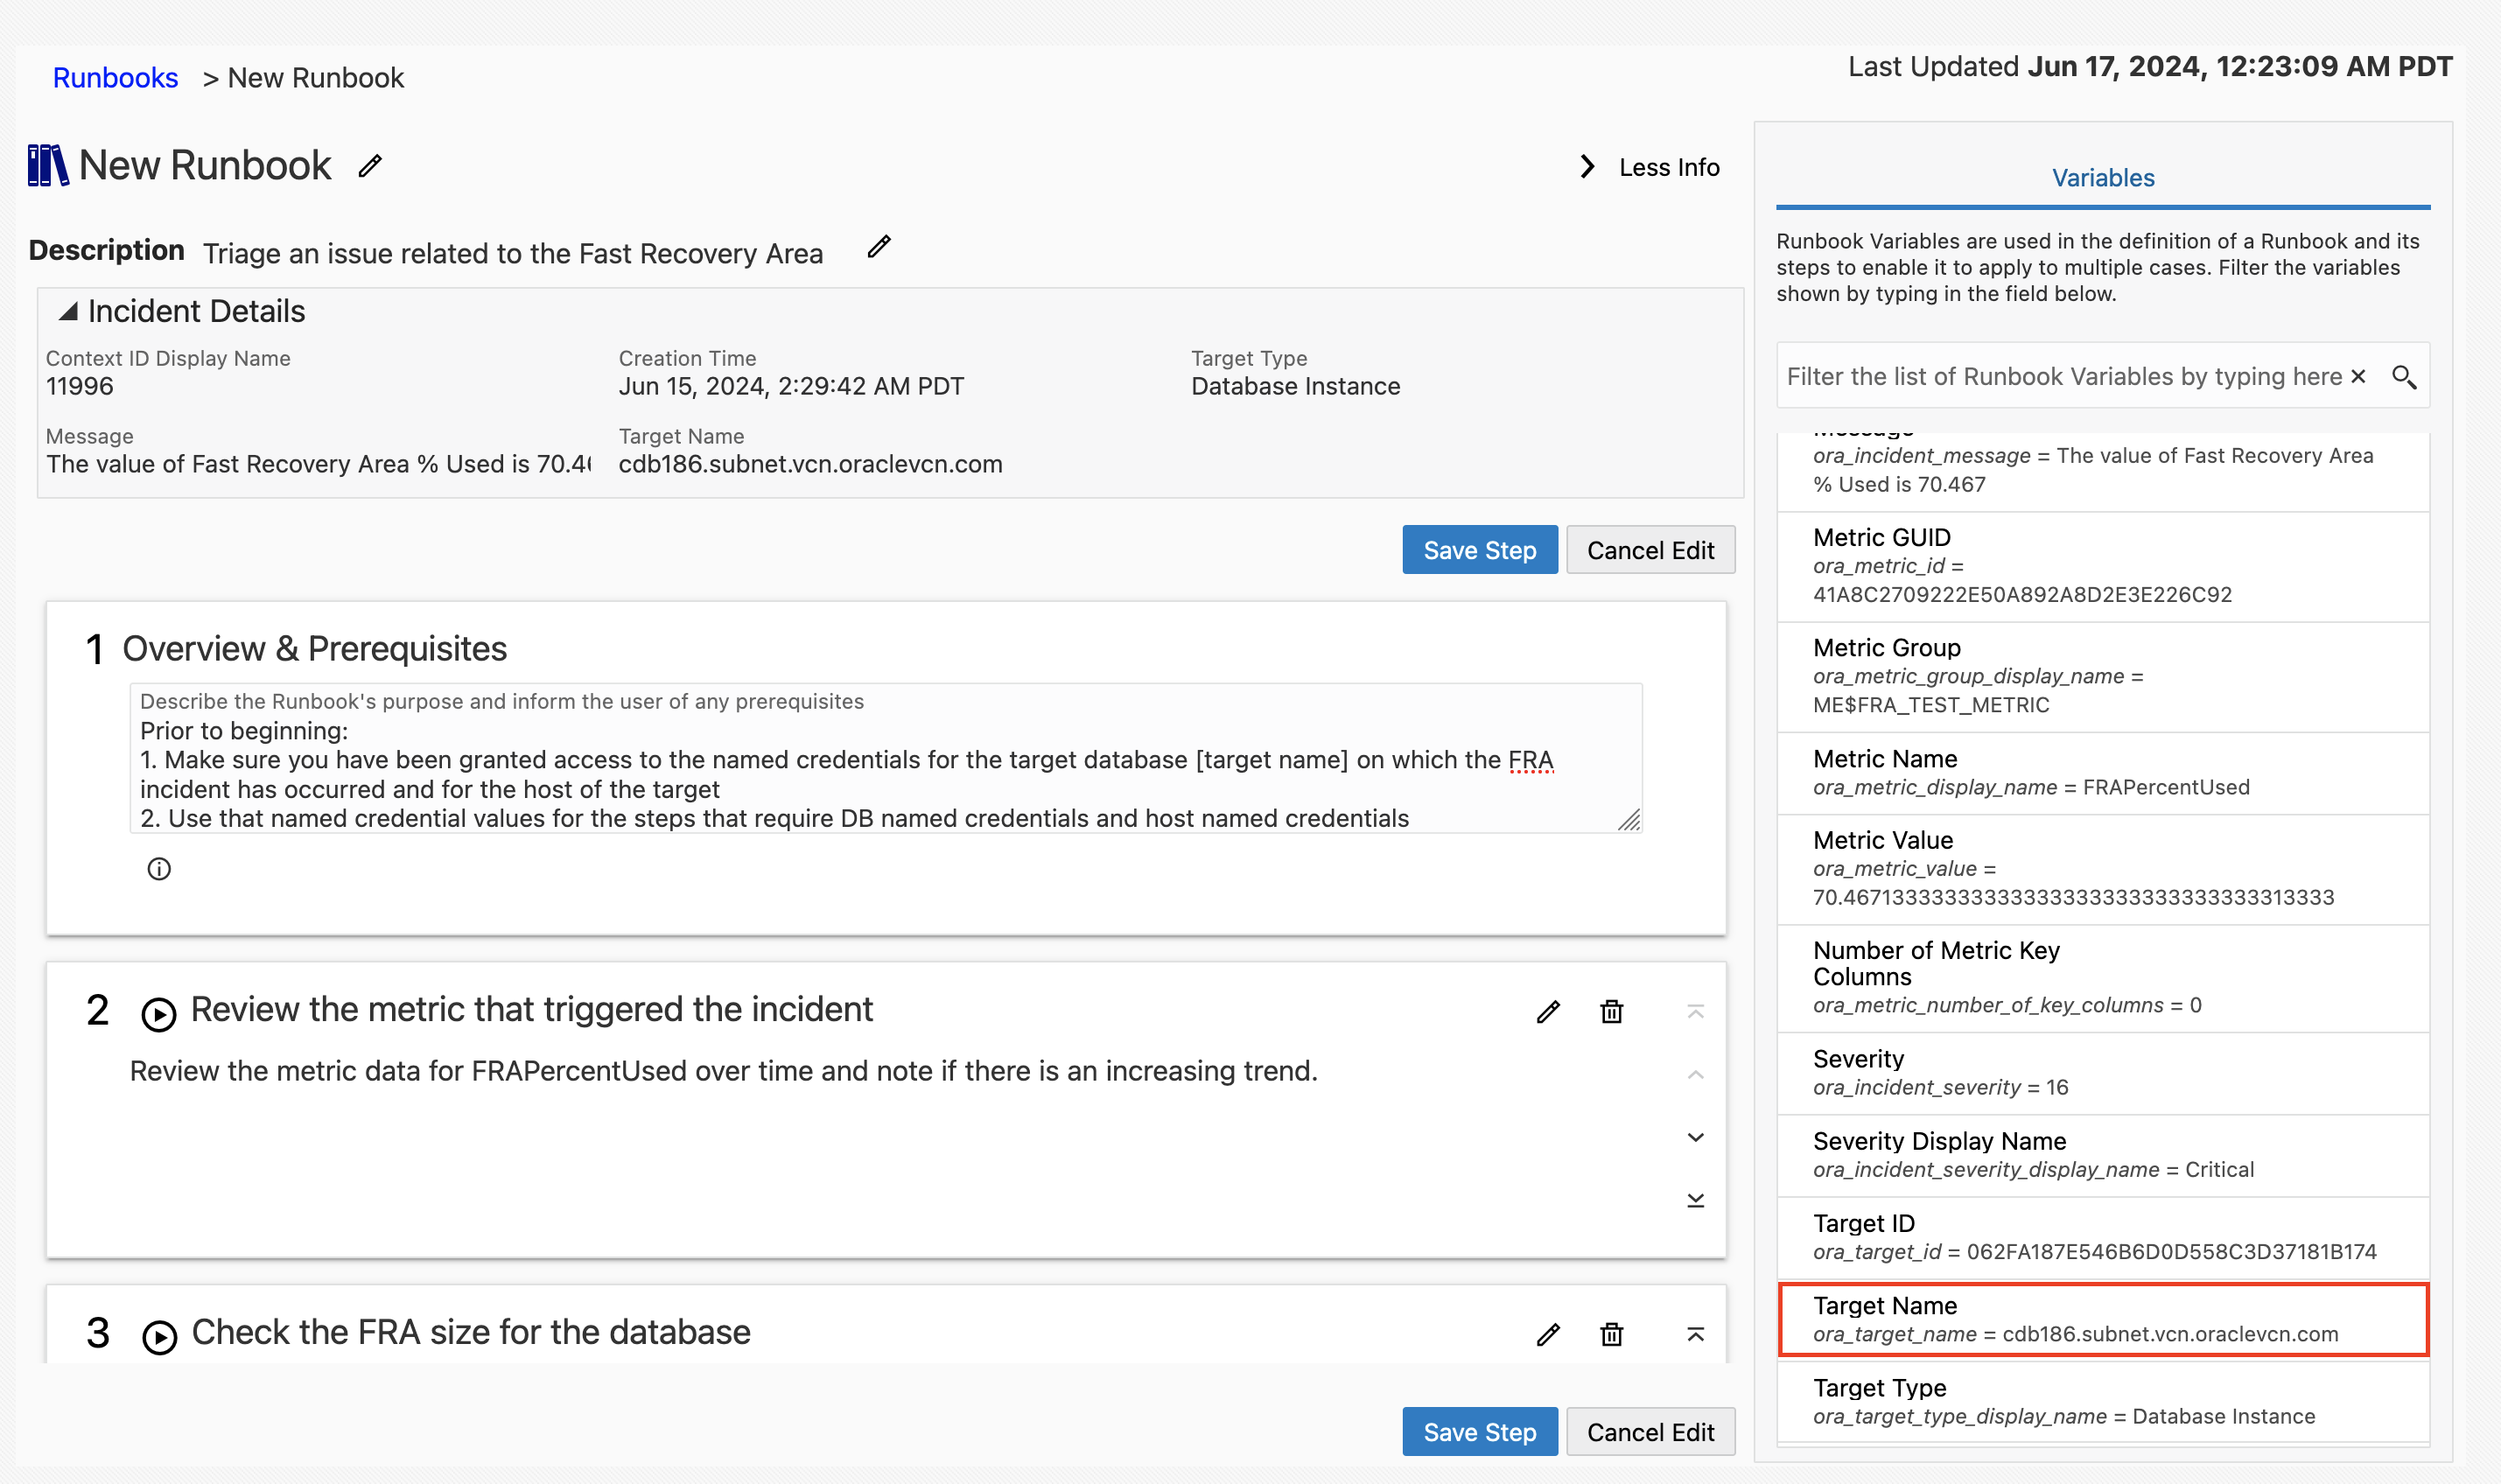 Runbooks > New Runbook
Last Updated Jun 17, 2024, 12:23:09 AM PDT
New Runbook
Less Info
Description Triage an issue related to the Fast Recovery Area
Incident Details
Context ID Display Name
11996
Creation Time
Jun 15, 2024, 2:29:42 AM PDT
Target Type
Database Instance
Message
The value of Fast Recovery Area % Used is 70.4
Target Name
cdb186.subnet.vcn.oraclevcn.com
Save Step
Cancel Edit
1 Overview & Prerequisites
Describe the Runbook's purpose and inform the user of any prerequisites
Prior to beginning:
1. Make sure you have been granted access to the named credentials for the target database [target name] on which the FRA
incident has occurred and for the host of the target
2. Use that named credential values for the steps that require DB named credentials and host named credentials
2 Review the metric that triggered the incident
Review the metric data for FRAPercentUsed over time and note if there is an increasing trend.
3 Check the FRA size for the database
Save Step
Cancel Edit
Variables
Runbook Variables are used in the definition of a Runbook and its
steps to enable it to apply to multiple cases. Filter the variables
shown by typing in the field below.
Filter the list of Runbook Variables by typing here
Message
ora_incident_message = The value of Fast Recovery Area
% Used is 70.467
Metric GUID
ora_metric_id =
41A8C2709222E50A892A8D2E3E226C92
Metric Group
ora_metric_group_display_name =
ME$FRA_TEST_METRIC
Metric Name
ora_metric_display_name = FRAPercentUsed
Metric Value
ora_metric_value =
70.4671333333333333333333333333333313333
Number of Metric Key
Columns
ora_metric_number_of_key_columns = 0
Severity
ora_incident_severity = 16
Severity Display Name
ora_incident_severity_display_name = Critical
Target ID
ora_target_id = 062FA187E546B6D0D558C3D37181B174
Target Name
ora_target_name = cdb186.subnet.vcn.oraclevcn.com
Target Type
ora_target_type_display_name = Database Instance